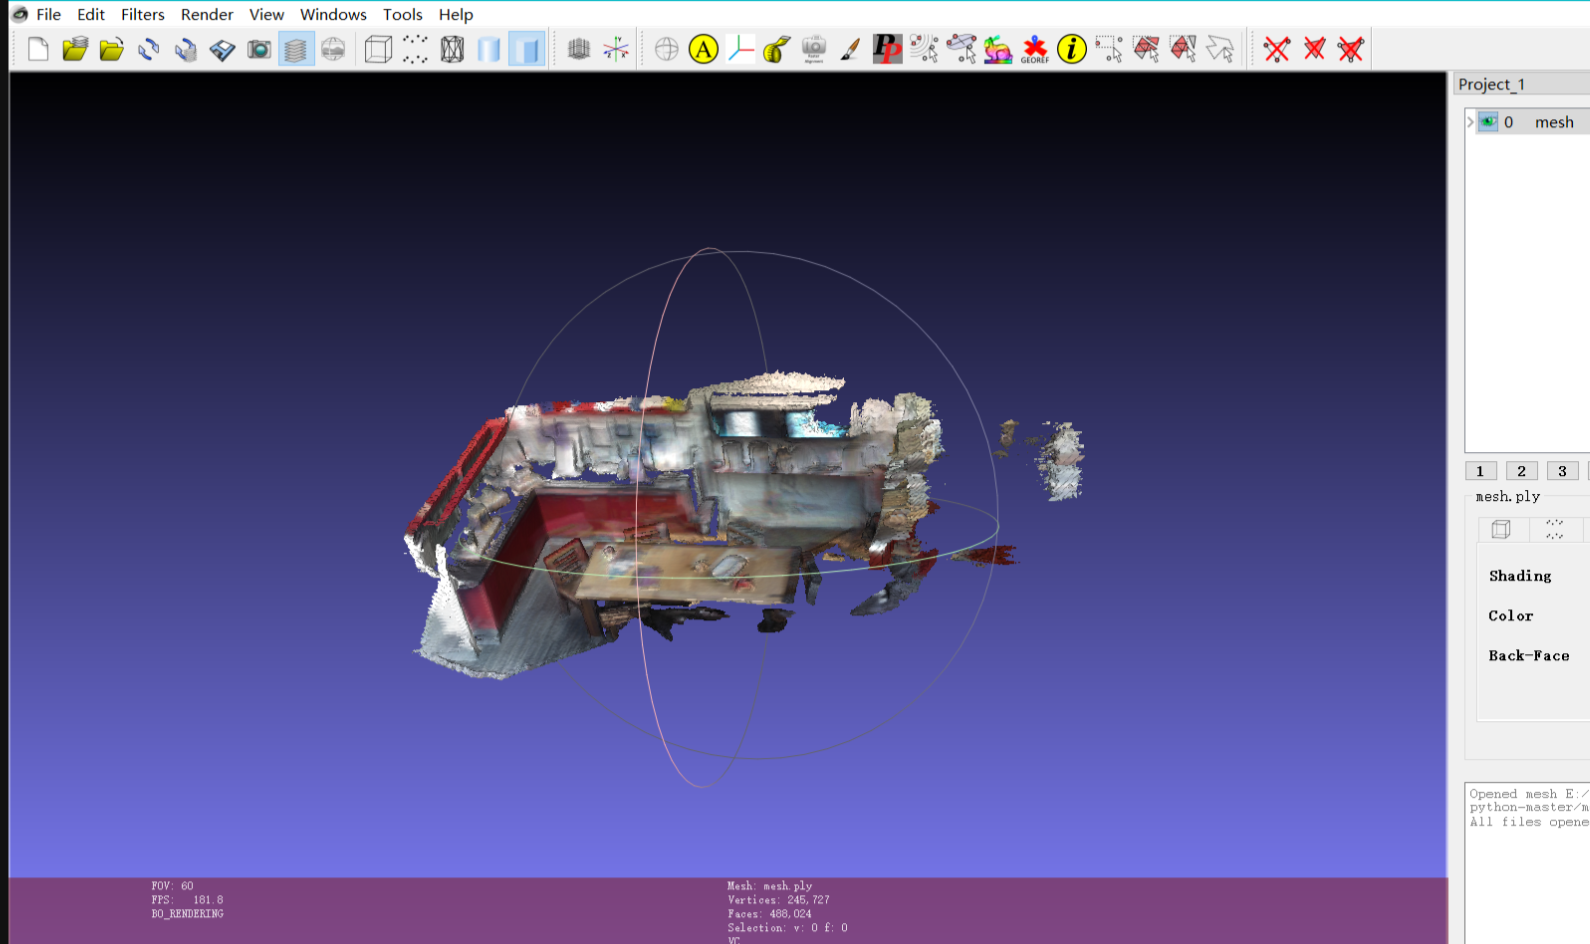 File Edit Filters Render View Windows Tools Help
A
PP
GEOREF
i
Project_1
0 mesh
1 2 3
mesh.ply
Shading
Color
Back-Face
Opened mesh E:/
python-master/m
All files opene
FOV: 60
FPS: 181.8
BO_RENDERING
Mesh: mesh.ply
Vertices: 245,727
Faces: 488,024
Selection: v: 0 f: 0
VC